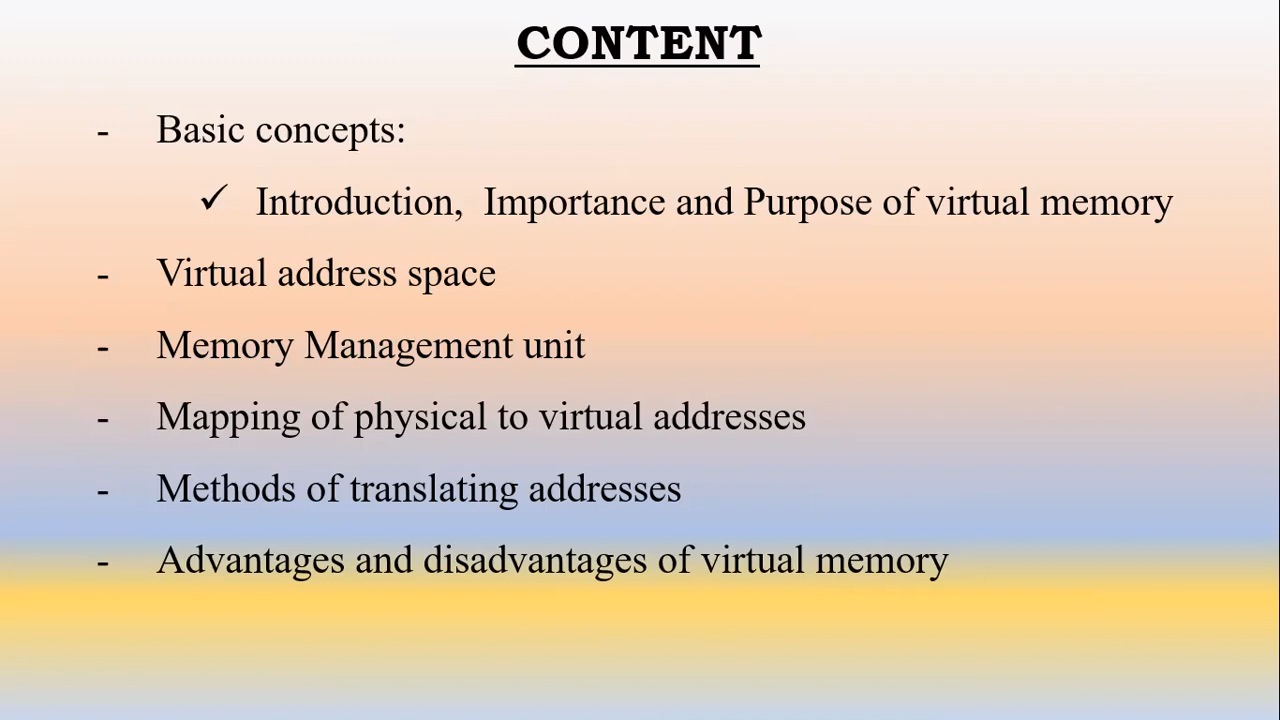 CONTENT
- Basic concepts:
✓ Introduction, Importance and Purpose of virtual memory
- Virtual address space
- Memory Management unit
- Mapping of physical to virtual addresses
- Methods of translating addresses
- Advantages and disadvantages of virtual memory